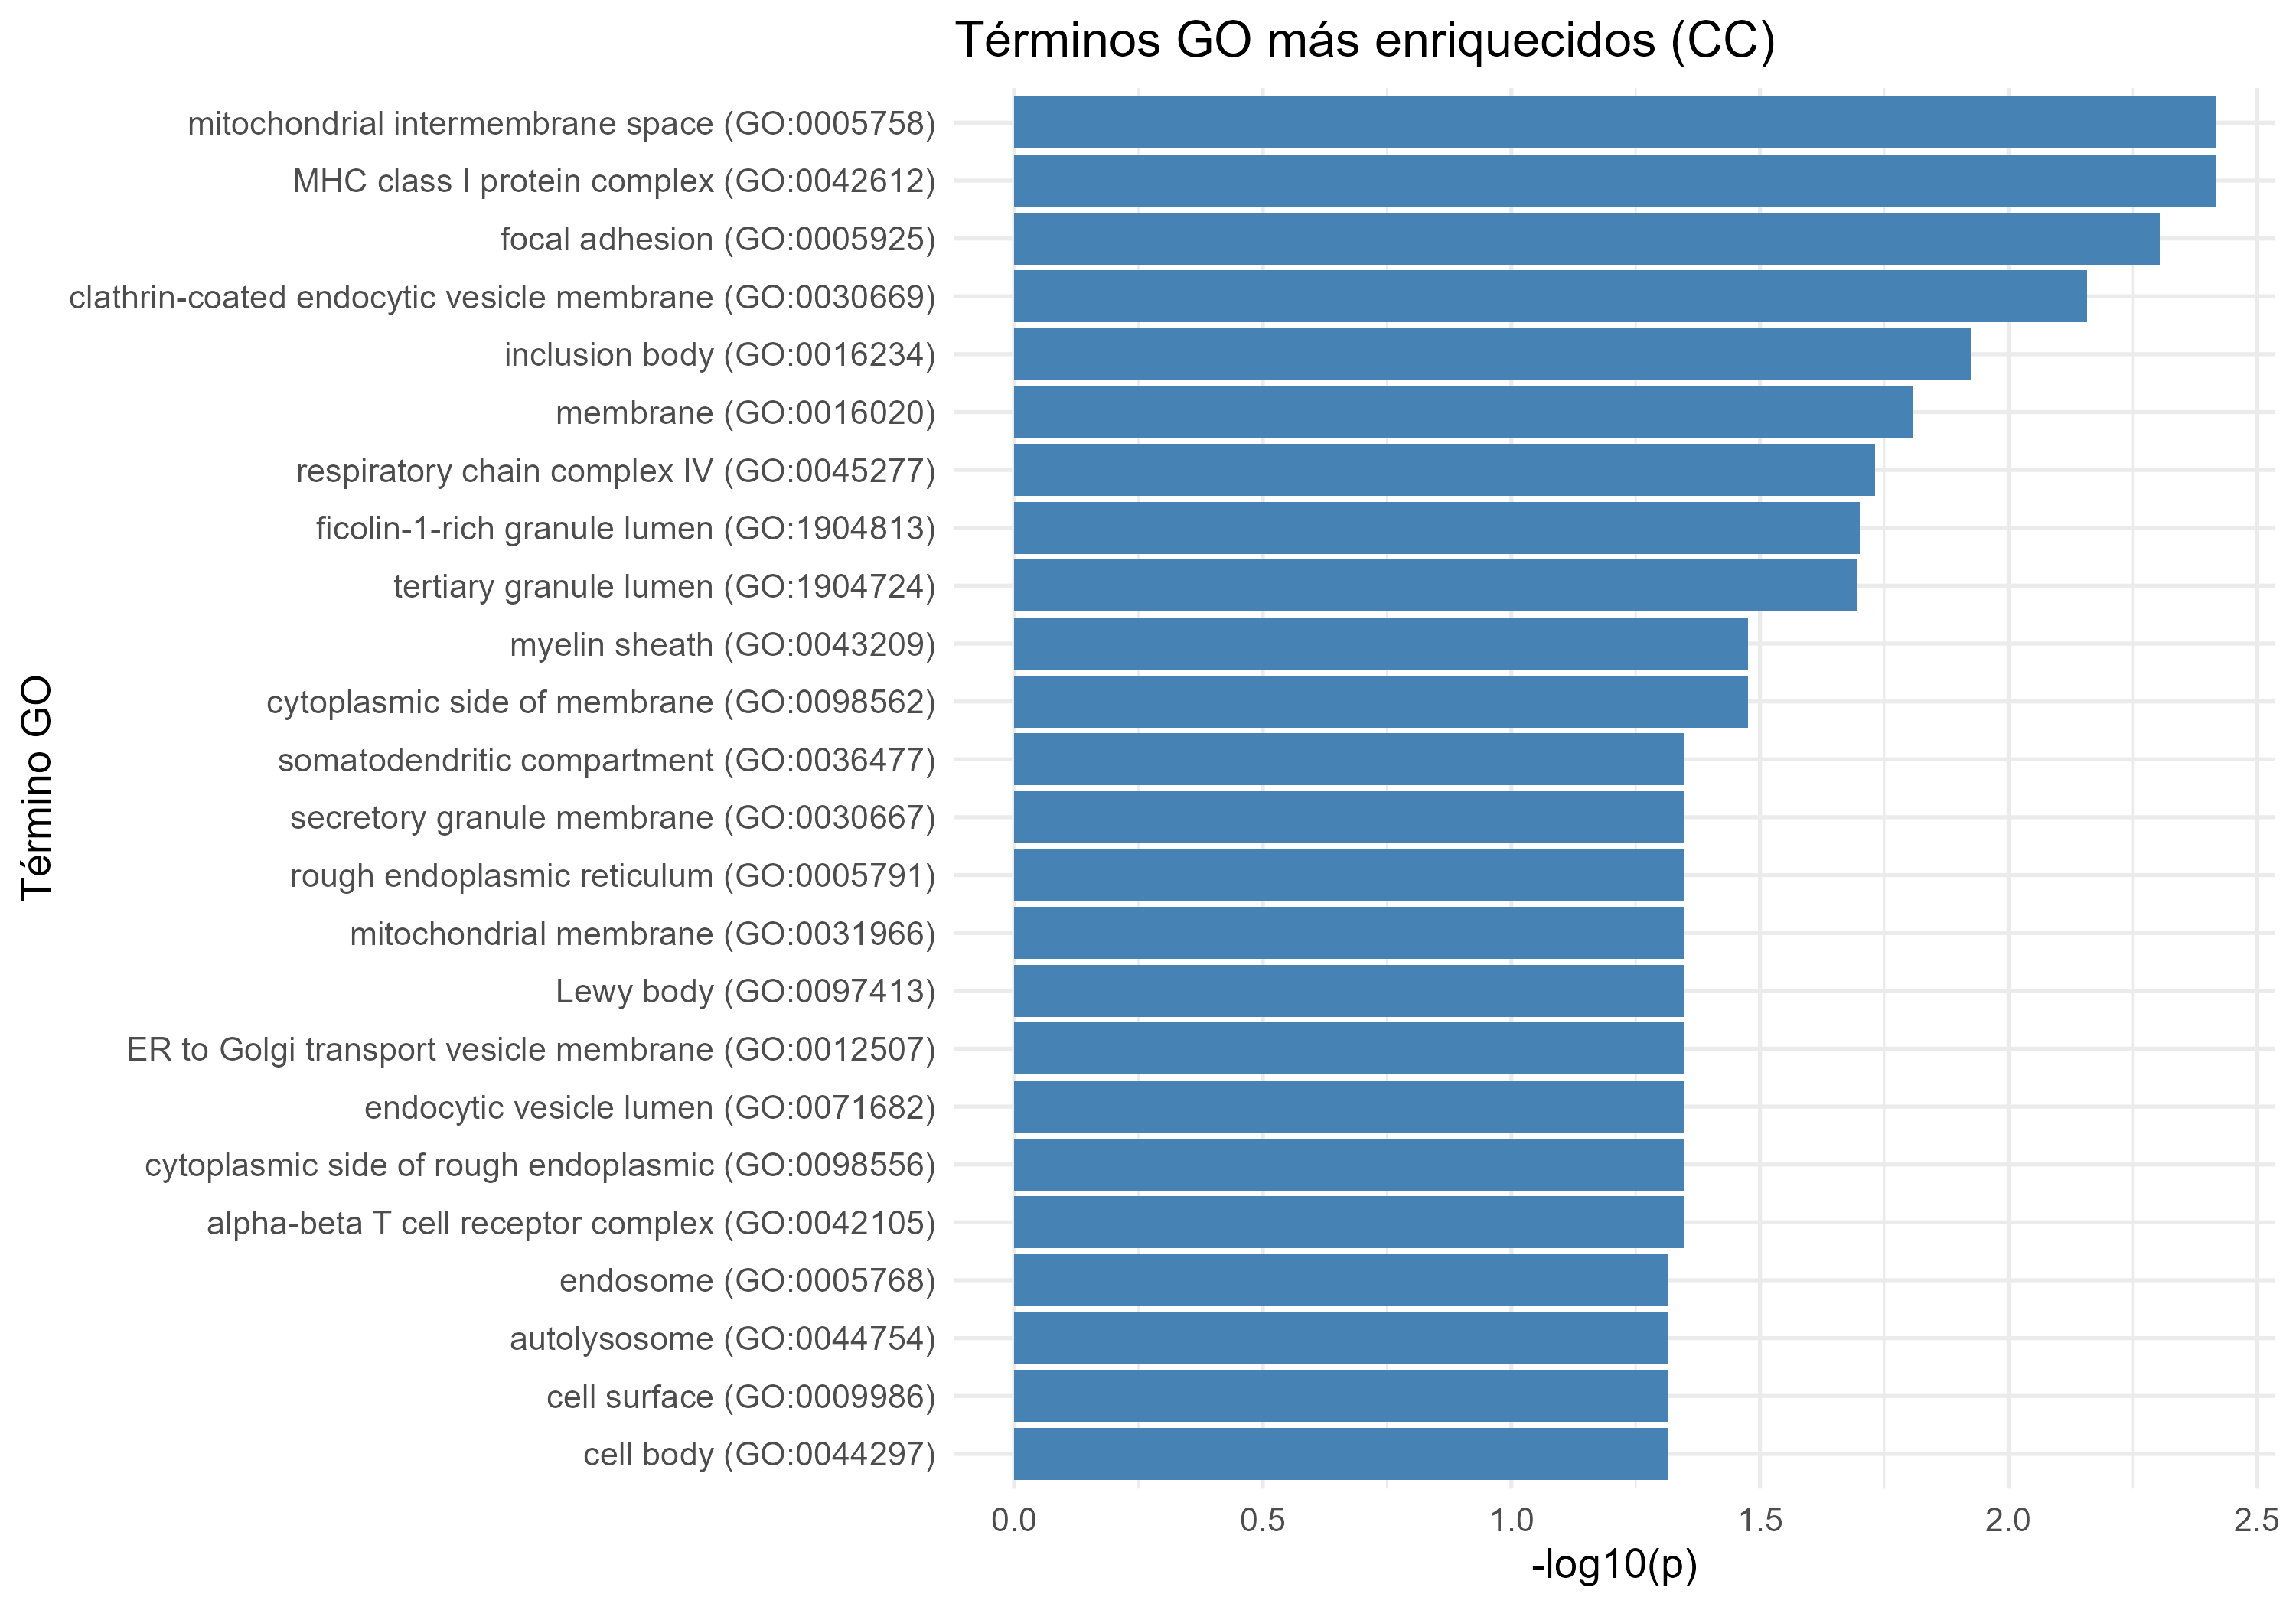 Términos GO más enriquecidos (CC)
mitochondrial intermembrane space (GO:0005758)
MHC class I protein complex (GO:0042612)
focal adhesion (GO:0005925)
clathrin-coated endocytic vesicle membrane (GO:0030669)
inclusion body (GO:0016234)
membrane (GO:0016020)
respiratory chain complex IV (GO:0045277)
ficolin-1-rich granule lumen (GO:1904813)
tertiary granule lumen (GO:1904724)
myelin sheath (GO:0043209)
cytoplasmic side of membrane (GO:0098562)
somatodendritic compartment (GO:0036477)
secretory granule membrane (GO:0030667)
rough endoplasmic reticulum (GO:0005791)
mitochondrial membrane (GO:0031966)
Lewy body (GO:0097413)
ER to Golgi transport vesicle membrane (GO:0012507)
endocytic vesicle lumen (GO:0071682)
cytoplasmic side of rough endoplasmic (GO:0098556)
alpha-beta T cell receptor complex (GO:0042105)
endosome (GO:0005768)
autolysosome (GO:0044754)
cell surface (GO:0009986)
cell body (GO:0044297)
Término GO
0.0 0.5 1.0 1.5 2.0 2.5
-log10(p)